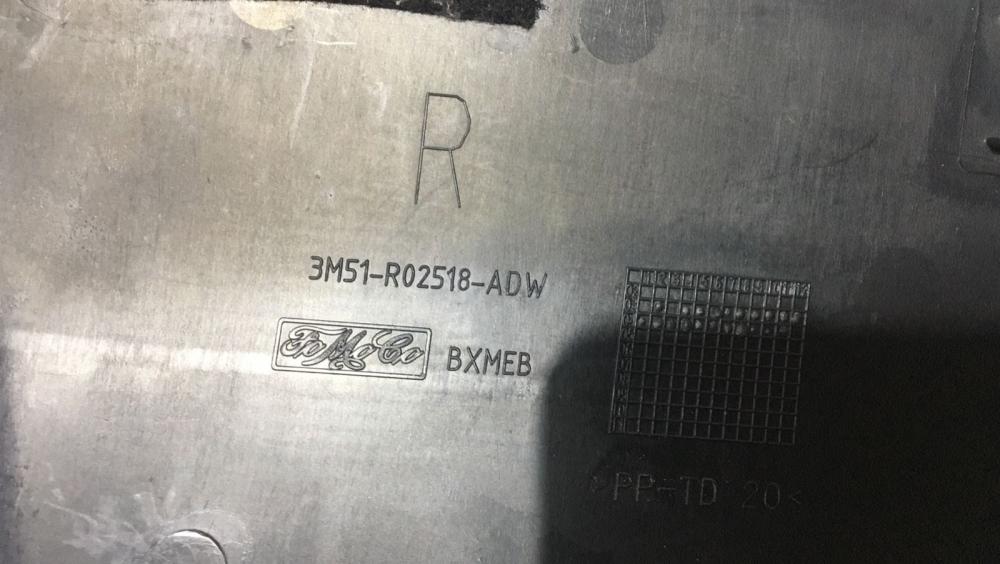 R
3M51-R02518-ADW
FoMoCo BXMEB
>PP-TD 20<